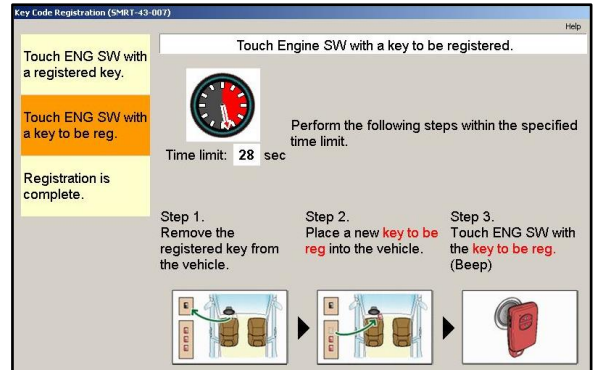 Key Code Registration (SMRT-43-007)
Help
Touch ENG SW with
a registered key.
Touch ENG SW with
a key to be reg.
Registration is
complete.
Touch Engine SW with a key to be registered.
Time limit: 28 sec
Perform the following steps within the specified
time limit.
Step 1.
Remove the
registered key from
the vehicle.
Step 2.
Place a new key to be
reg into the vehicle.
Step 3.
Touch ENG SW with
the key to be reg.
(Beep)